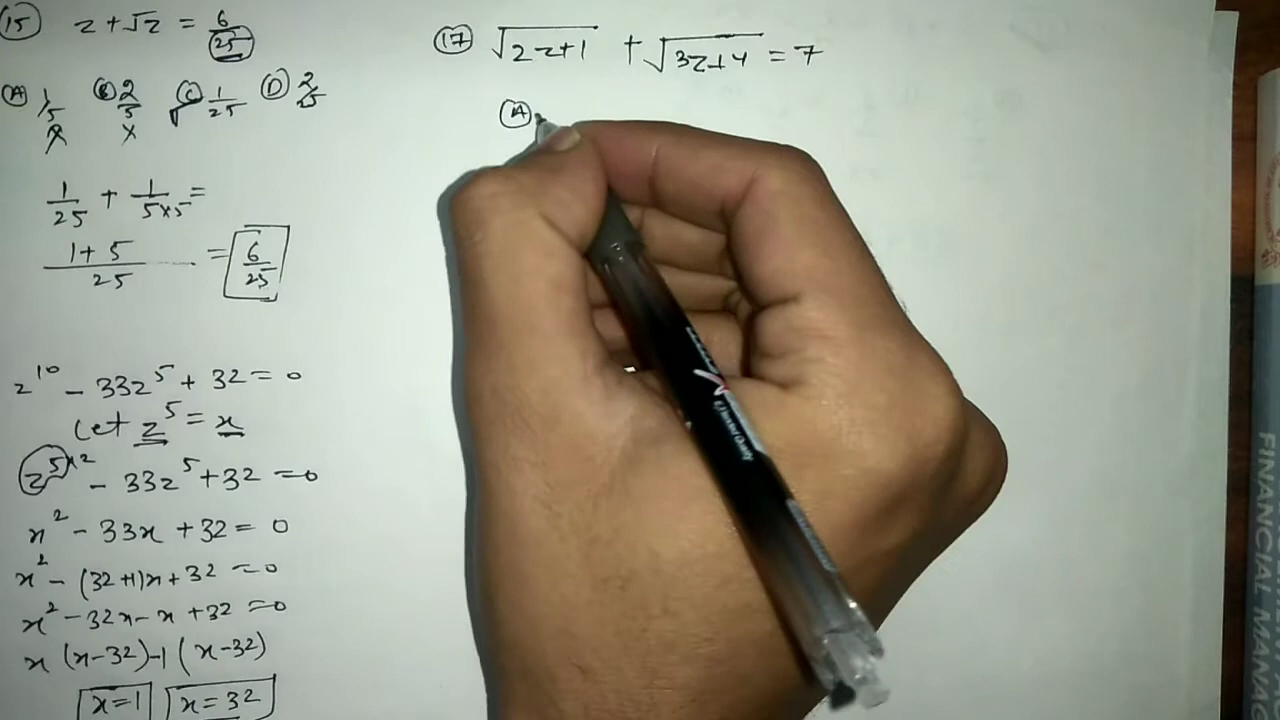 (15) z + √z = 6/25
(A) 1/5 (B) 2/5 (C) 1/25 (D) 2/25
1/25 + 1/5×5 =
1+5/25 = 6/25
z^10 - 33z^5 + 32 = 0
Let z^5 = x
z^5×2 - 33z^5 + 32 = 0
x^2 - 33x + 32 = 0
x^2 - (32+1)x + 32 = 0
x^2 - 32x - x + 32 = 0
x (x-32) -1 (x-32)
x=1 x=32
(17) √2z+1 + √3z+4 = 7
(A)
FINANCIAL MANAG